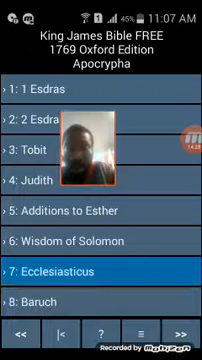 45% 11:07 AM
King James Bible FREE
1769 Oxford Edition
Apocrypha
› 1: 1 Esdras
› 2: 2 Esdra
› 3: Tobit
› 4: Judith
› 5: Additions to Esther
› 6: Wisdom of Solomon
› 7: Ecclesiasticus
› 8: Baruch
<< |< ? ≡ >>
Recorded by